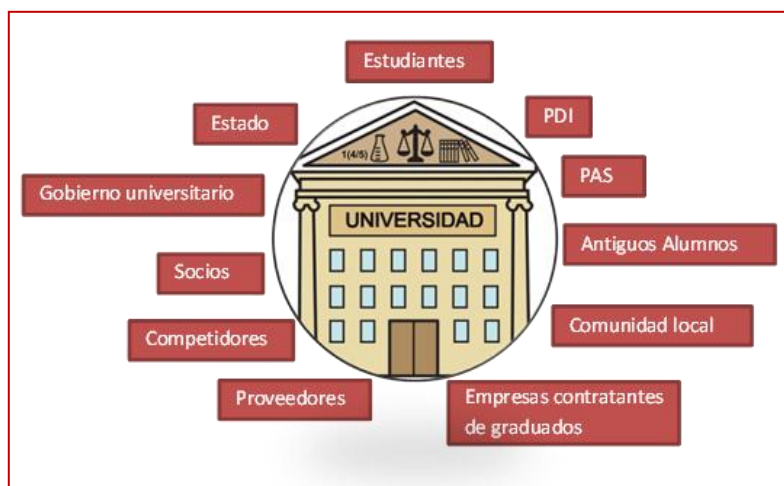 Estudiantes
Estado
PDI
1(4/5)
PAS
Gobierno universitario
UNIVERSIDAD
Antiguos Alumnos
Socios
Competidores
Comunidad local
Proveedores
Empresas contratantes
de graduados